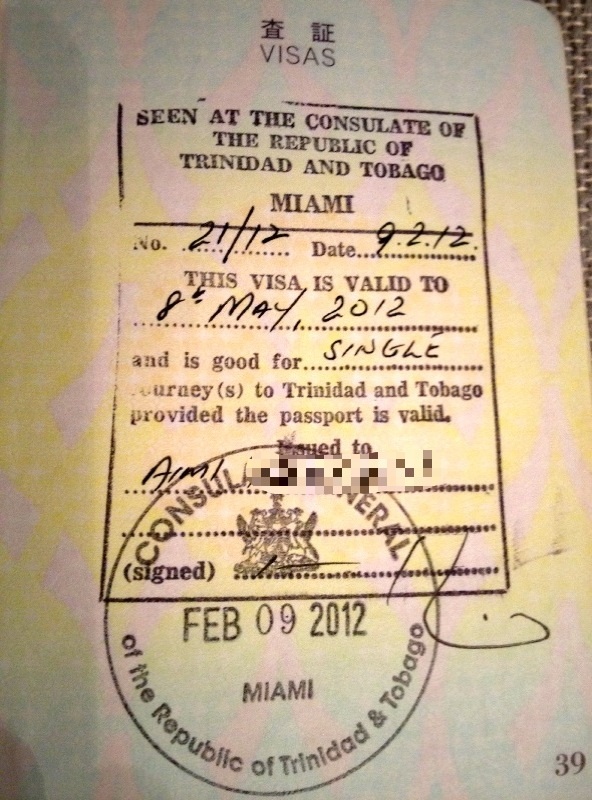 査 証
VISAS
SEEN AT THE CONSULATE OF
THE REPUBLIC OF
TRINIDAD AND TOBAGO
MIAMI
No. 21/12 Date 9.2.12.
THIS VISA IS VALID TO
8th MAY, 2012
and is good for SINGLE
ourney(s) to Trinidad and Tobago
provided the passport is valid.
Issued to
CONSUL GENERAL
(signed)
FEB 09 2012
MIAMI
of the Republic of Trinidad & Tobago
39